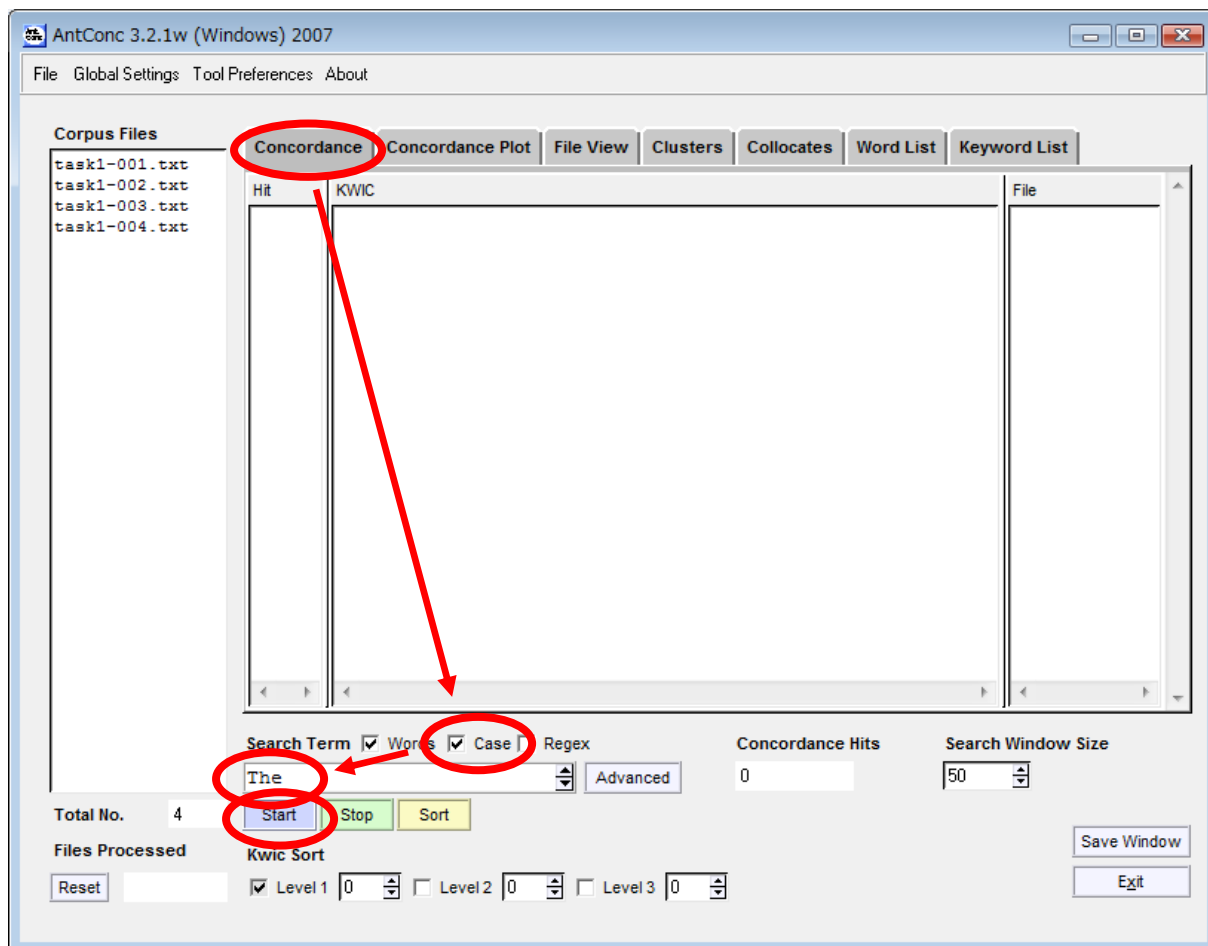 AntConc 3.2.1w (Windows) 2007
File Global Settings Tool Preferences About
Corpus Files
task1-001.txt
task1-002.txt
task1-003.txt
task1-004.txt
Concordance Concordance Plot File View Clusters Collocates Word List Keyword List
Hit KWIC File
Search Term Words Case Regex Concordance Hits Search Window Size
The Advanced 0 50
Total No. 4 Start Stop Sort
Files Processed Kwic Sort Save Window
Reset Level 1 0 Level 2 0 Level 3 0 Exit